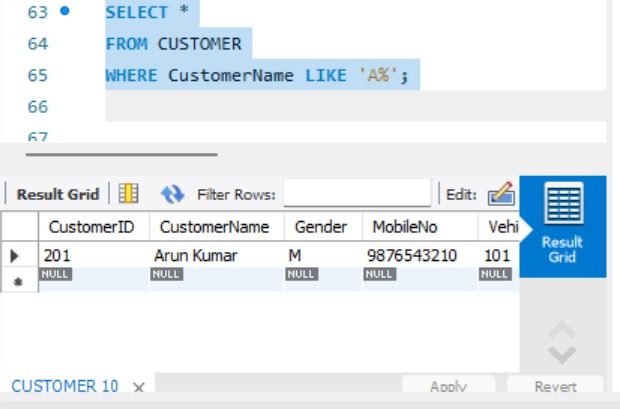 63 SELECT *
64 FROM CUSTOMER
65 WHERE CustomerName LIKE 'A%';
66
67
Result Grid Filter Rows: Edit:
CustomerID CustomerName Gender MobileNo Vehi
201 Arun Kumar M 9876543210 101
NULL NULL NULL NULL NULL
Result
Grid
CUSTOMER 10 Apply Revert